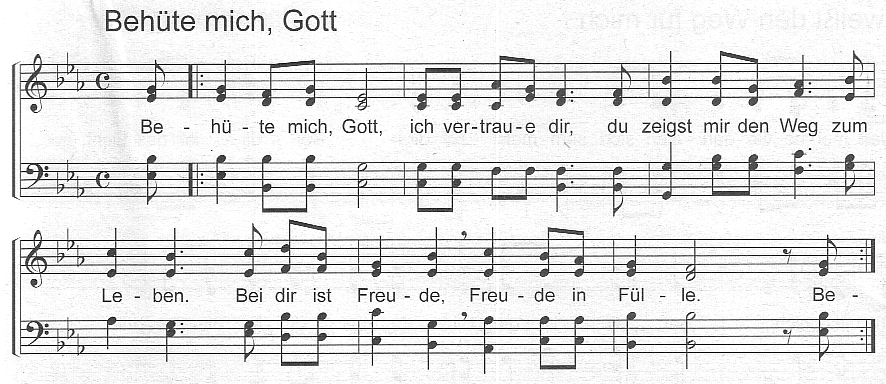 Behüte mich, Gott
Be - hü - te mich, Gott, ich ver-trau-e dir, du zeigst mir den Weg zum
Le - ben. Bei dir ist Freu - de, Freu - de in Fül - le. Be -